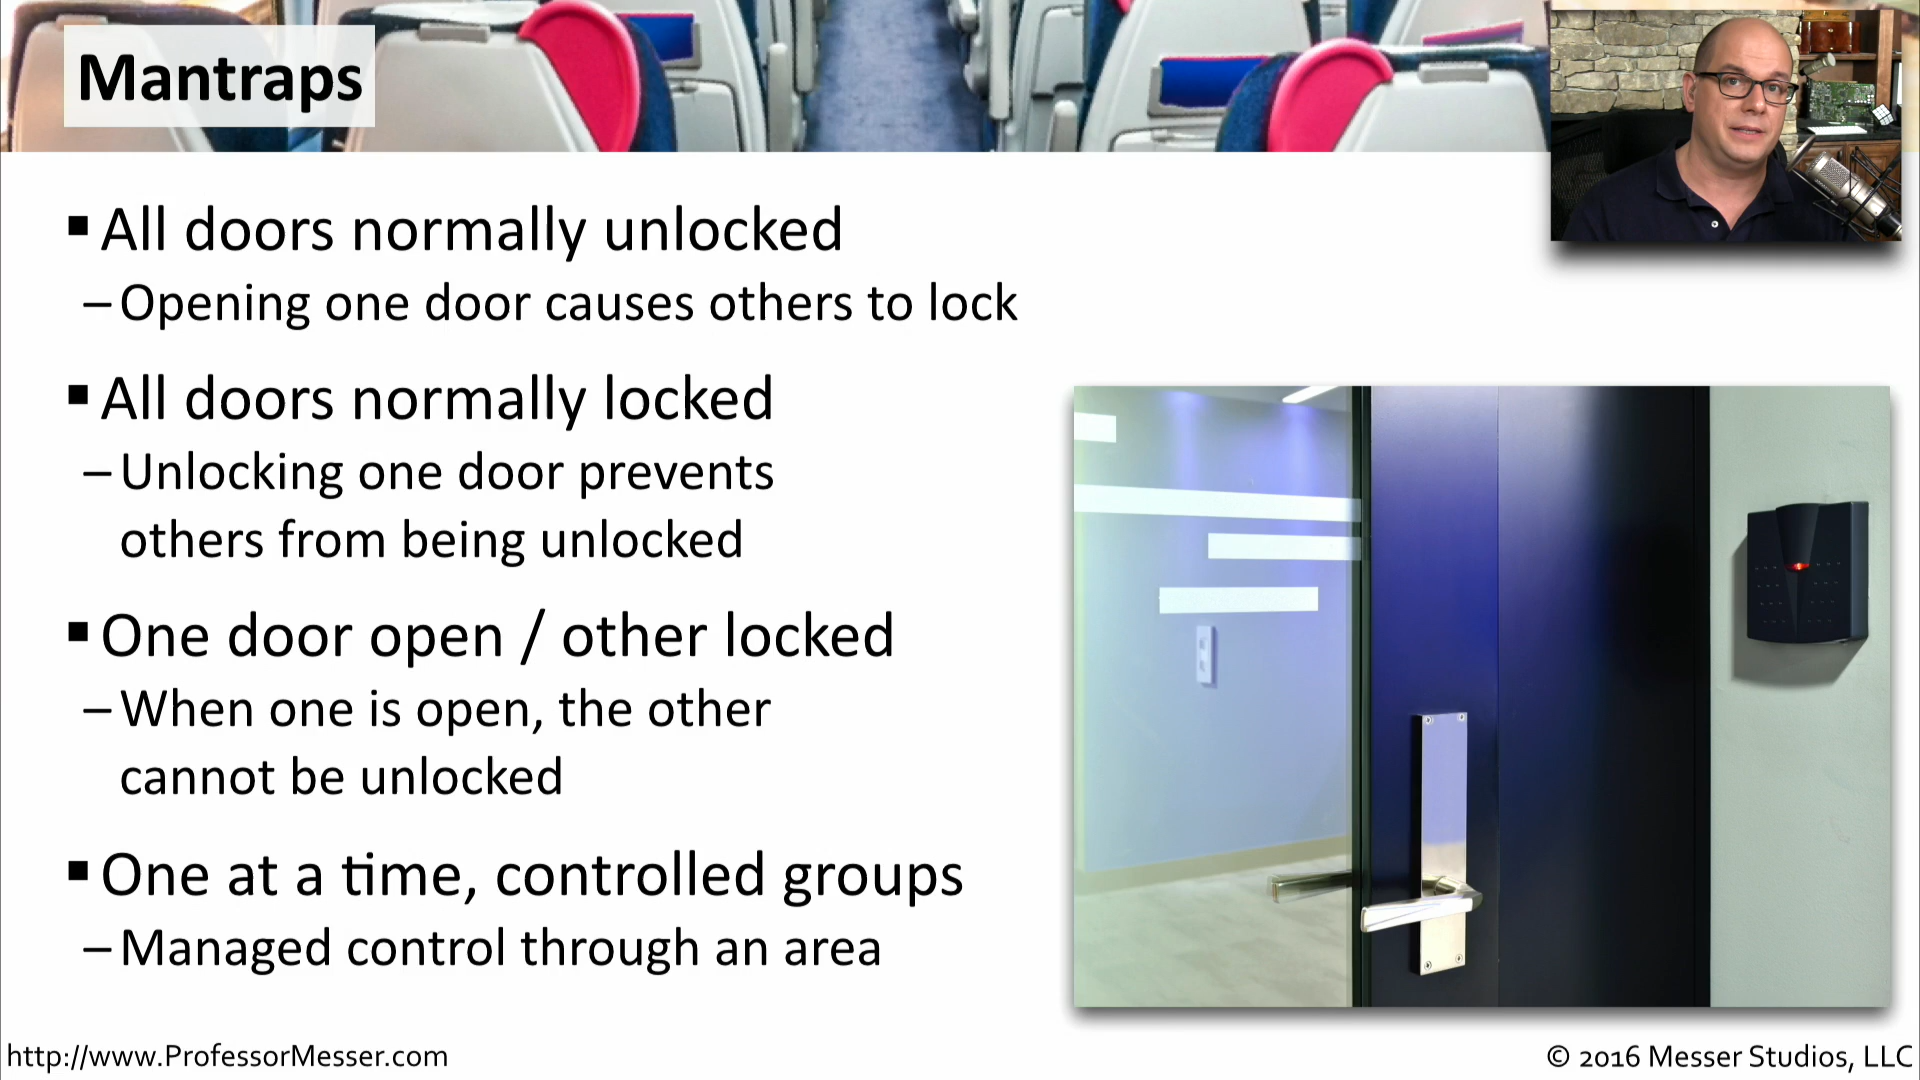 Mantraps
▪ All doors normally unlocked
– Opening one door causes others to lock
▪ All doors normally locked
– Unlocking one door prevents
others from being unlocked
▪ One door open / other locked
– When one is open, the other
cannot be unlocked
▪ One at a time, controlled groups
– Managed control through an area
http://www.ProfessorMesser.com
© 2016 Messer Studios, LLC